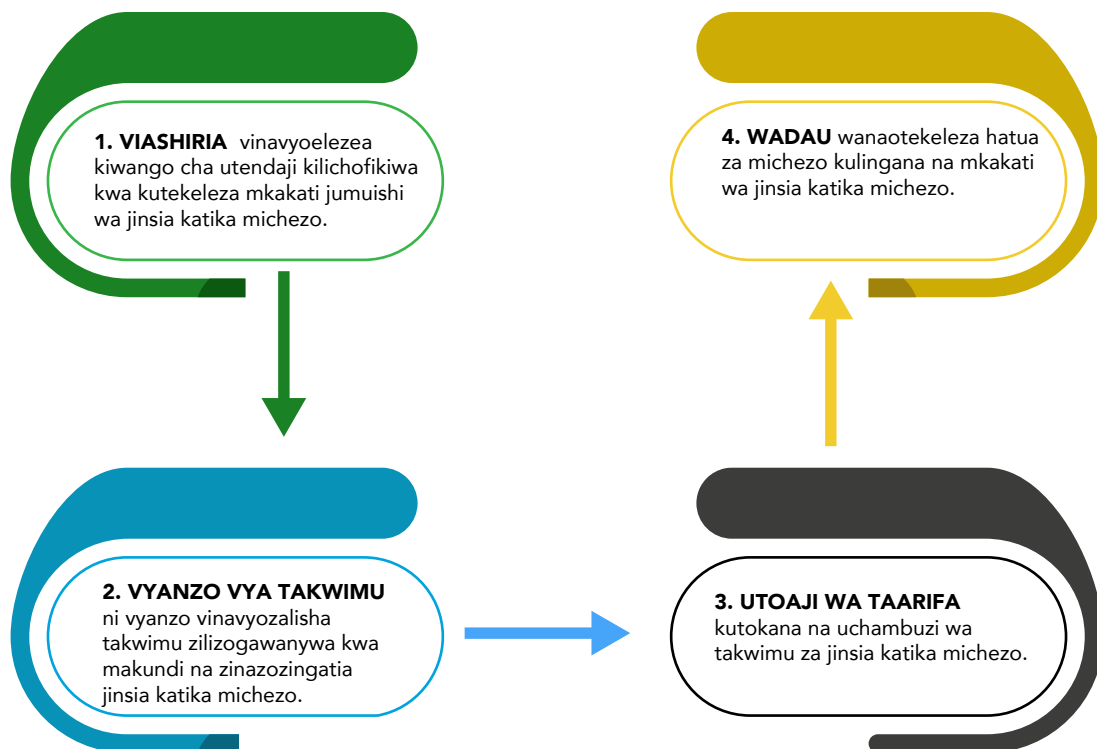 1. VIASHIRIA vinavyoelezea
kiwango cha utendaji kilichofikiwa
kwa kutekeleza mkakati jumuishi
wa jinsia katika michezo.
2. VYANZO VYA TAKWIMU
ni vyanzo vinavyozalisha
takwimu zilizogawanywa kwa
makundi na zinazozingatia
jinsia katika michezo.
3. UTOAJI WA TAARIFA
kutokana na uchambuzi wa
takwimu za jinsia katika michezo.
4. WADAU wanaotekeleza hatua
za michezo kulingana na mkakati
wa jinsia katika michezo.